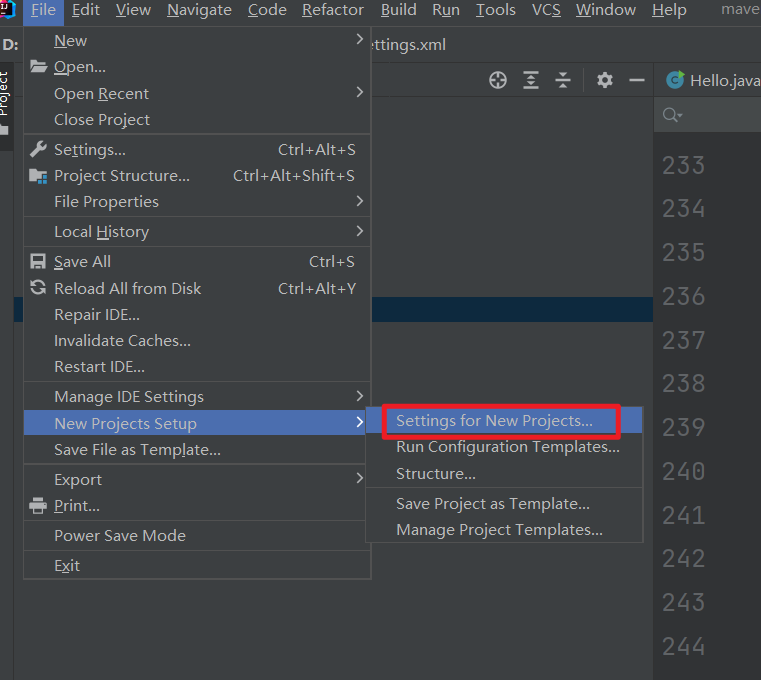 File Edit View Navigate Code Refactor Build Run Tools VCS Window Help mave
D: ettings.xml
Project
Hello.java
New
Open...
Open Recent
Close Project
Settings... Ctrl+Alt+S
Project Structure... Ctrl+Alt+Shift+S
File Properties
Local History
Save All Ctrl+S
Reload All from Disk Ctrl+Alt+Y
Repair IDE...
Invalidate Caches...
Restart IDE...
Manage IDE Settings
New Projects Setup
Save File as Template...
Export
Print...
Power Save Mode
Exit
Settings for New Projects...
Run Configuration Templates...
Structure...
Save Project as Template...
Manage Project Templates...
233
234
235
236
237
238
239
240
241
242
243
244